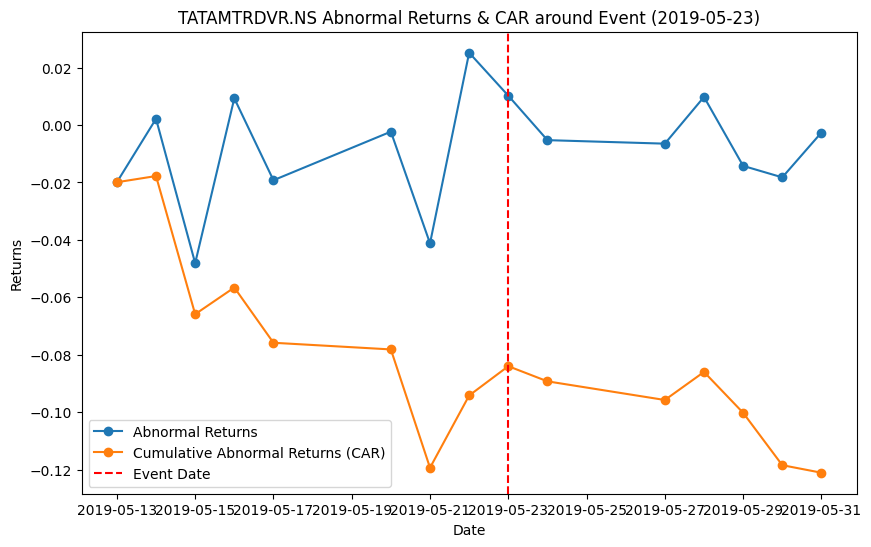 TATAMTRDVR.NS Abnormal Returns & CAR around Event (2019-05-23)
Returns
0.02
0.00
−0.02
−0.04
−0.06
−0.08
−0.10
−0.12
Abnormal Returns
Cumulative Abnormal Returns (CAR)
Event Date
2019-05-13 2019-05-15 2019-05-17 2019-05-19 2019-05-21 2019-05-23 2019-05-25 2019-05-27 2019-05-29 2019-05-31
Date